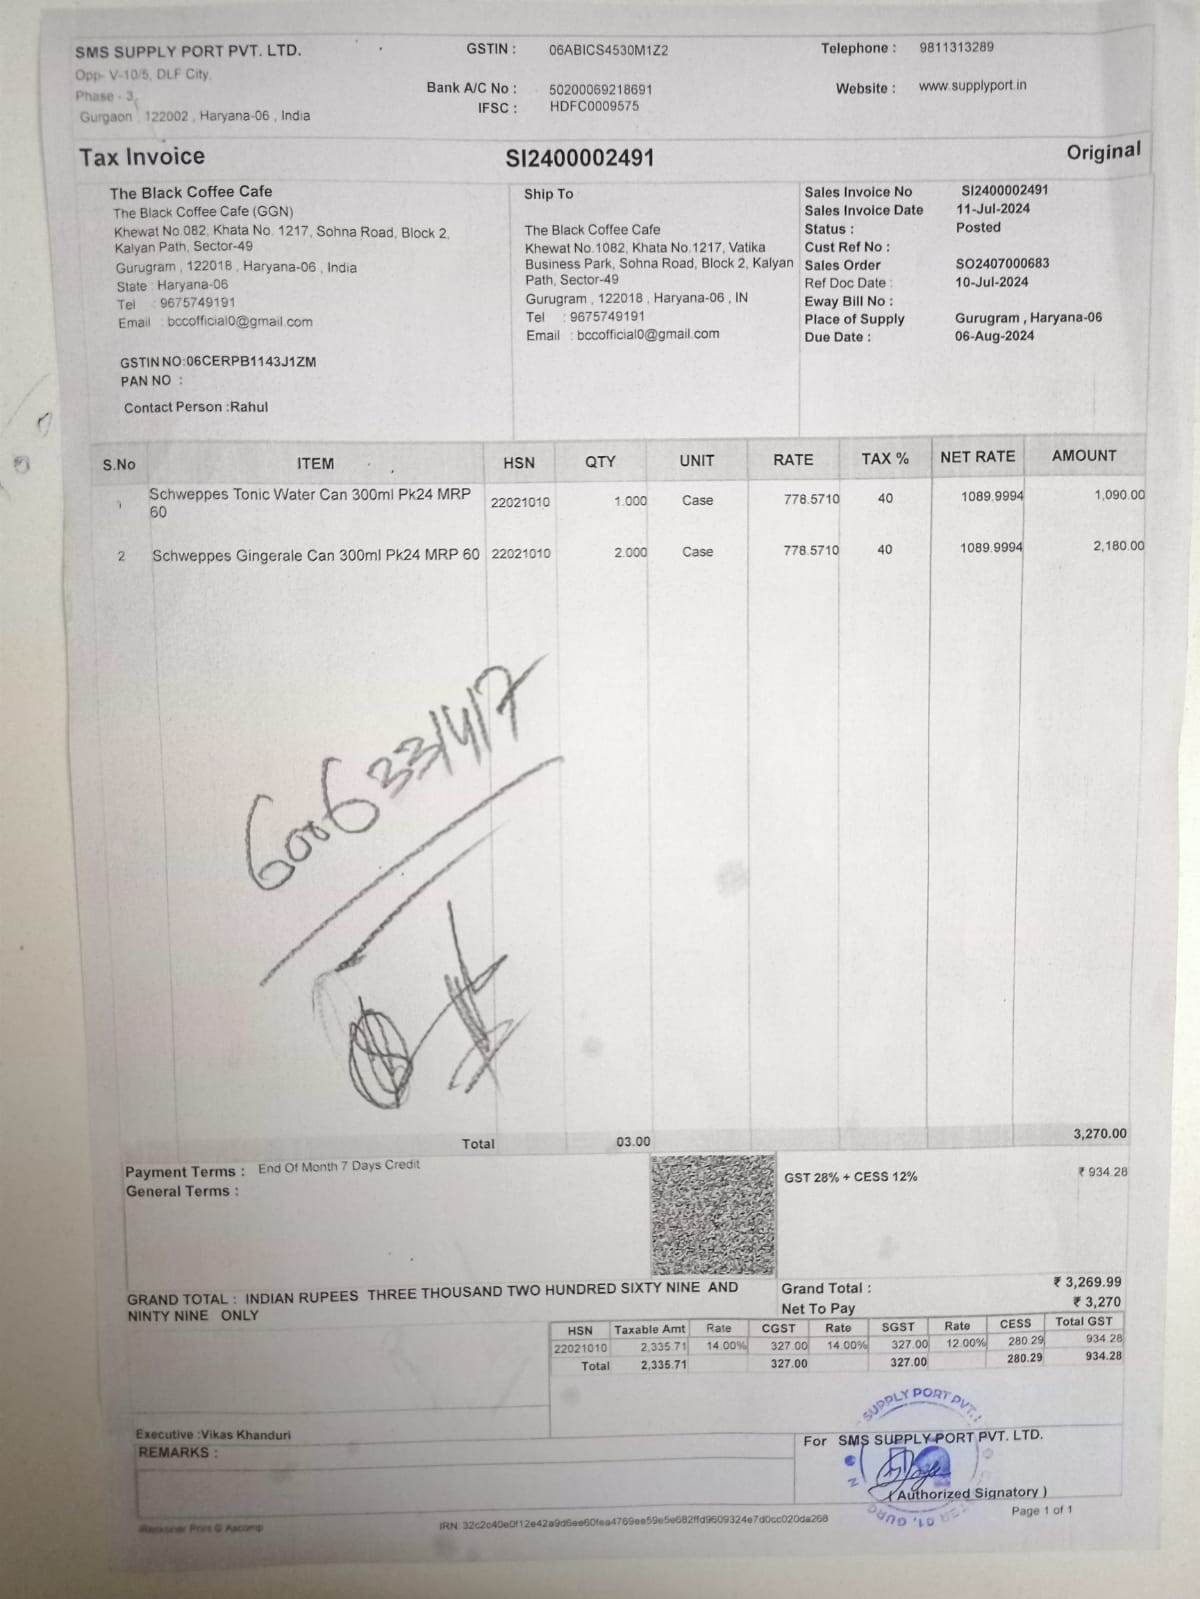 SMS SUPPLY PORT PVT. LTD.
Opp- V-10/5, DLF City,
Phase - 3,
Gurgaon , 122002 , Haryana-06 , India
GSTIN : 06ABICS4530M1Z2
Bank A/C No : 50200069218691
IFSC : HDFC0009575
Telephone : 9811313289
Website : www.supplyport.in
Tax Invoice SI2400002491 Original
The Black Coffee Cafe
The Black Coffee Cafe (GGN)
Khewat No 082, Khata No. 1217, Sohna Road, Block 2,
Kalyan Path, Sector-49
Gurugram , 122018 , Haryana-06 , India
State : Haryana-06
Tel : 9675749191
Email : bccofficial0@gmail.com
GSTIN NO:06CERPB1143J1ZM
PAN NO :
Contact Person :Rahul
Ship To
The Black Coffee Cafe
Khewat No.1082, Khata No.1217, Vatika
Business Park, Sohna Road, Block 2, Kalyan
Path, Sector-49
Gurugram , 122018 , Haryana-06 , IN
Tel : 9675749191
Email : bccofficial0@gmail.com
Sales Invoice No SI2400002491
Sales Invoice Date 11-Jul-2024
Status : Posted
Cust Ref No :
Sales Order SO2407000683
Ref Doc Date : 10-Jul-2024
Eway Bill No :
Place of Supply Gurugram , Haryana-06
Due Date : 06-Aug-2024
S.No ITEM HSN QTY UNIT RATE TAX % NET RATE AMOUNT
1 Schweppes Tonic Water Can 300ml Pk24 MRP 22021010 1.000 Case 778.5710 40 1089.9994 1,090.00
60
2 Schweppes Gingerale Can 300ml Pk24 MRP 60 22021010 2.000 Case 778.5710 40 1089.9994 2,180.00
Total 03.00 3,270.00
Payment Terms : End Of Month 7 Days Credit
General Terms :
GST 28% + CESS 12% ₹ 934.28
GRAND TOTAL : INDIAN RUPEES THREE THOUSAND TWO HUNDRED SIXTY NINE AND
NINTY NINE ONLY
Grand Total : ₹ 3,269.99
Net To Pay ₹ 3,270
HSN Taxable Amt Rate CGST Rate SGST Rate CESS Total GST
22021010 2,335.71 14.00% 327.00 14.00% 327.00 12.00% 280.29 934.28
Total 2,335.71 327.00 327.00 280.29 934.28
Executive :Vikas Khanduri
REMARKS :
SUPPLY PORT PVT.
For SMS SUPPLY PORT PVT. LTD.
( Authorized Signatory )
Page 1 of 1
IRN: 32c2c40e0f12e42a9d6ee60fea4769ee59e5e682ffd9609324e7d0cc020da268